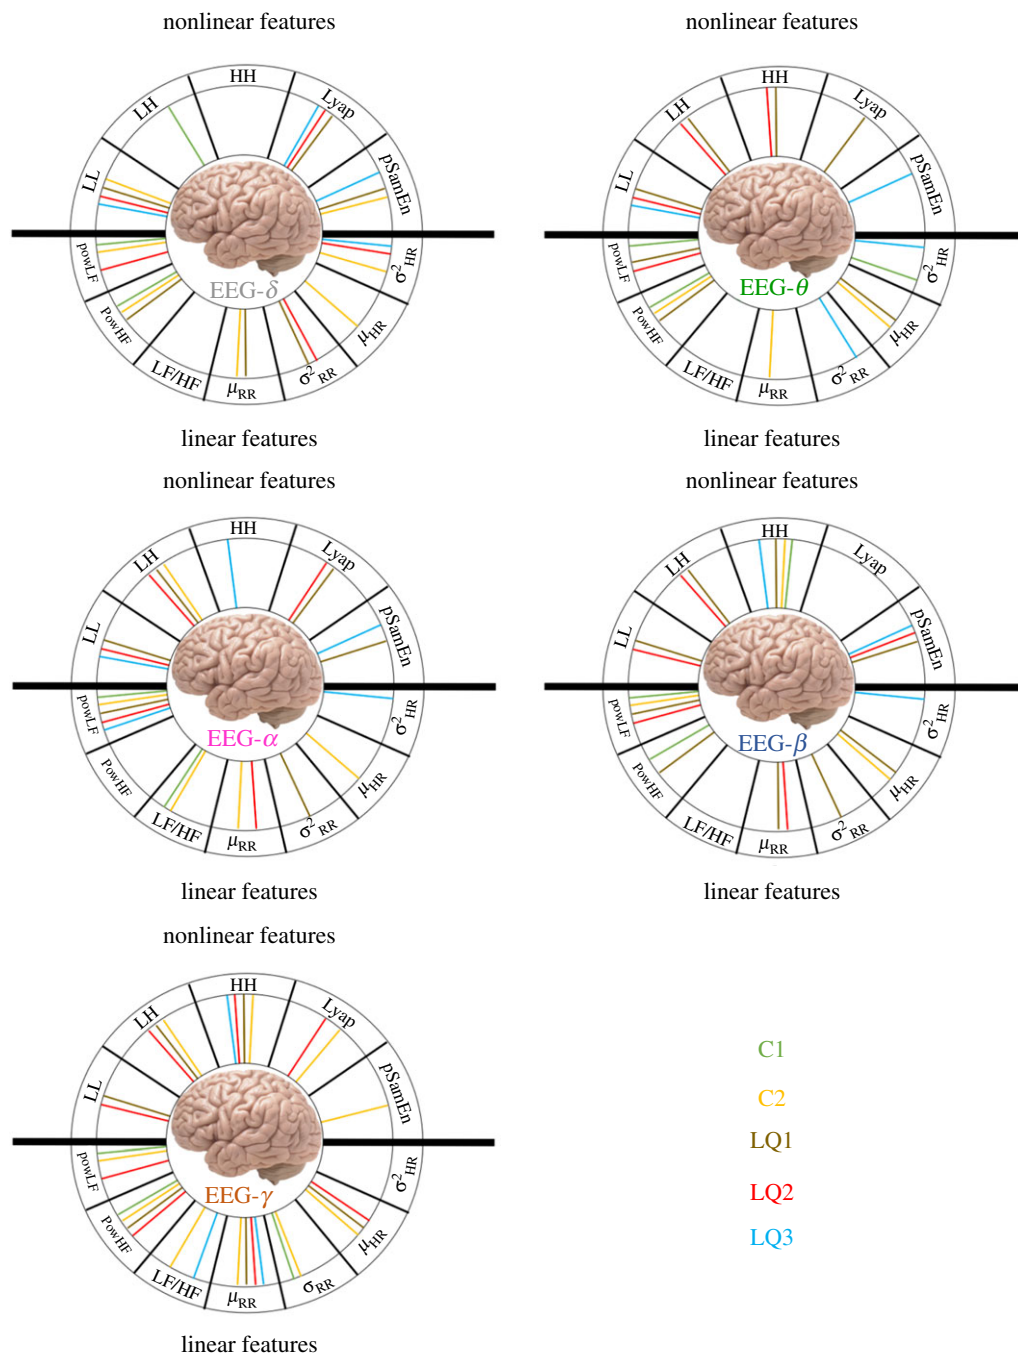 nonlinear features
nonlinear features
HH
LH
Lyap
LL
pSamEn
powLF
σ²HR
EEG-δ
PowHF
μHR
LF/HF
μRR
σ²RR
linear features
HH
LH
Lyap
LL
pSamEn
powLF
σ²HR
EEG-θ
PowHF
μHR
LF/HF
μRR
σ²RR
linear features
nonlinear features
nonlinear features
HH
LH
Lyap
LL
pSamEn
powLF
σ²HR
EEG-α
PowHF
μHR
LF/HF
μRR
σ²RR
linear features
HH
LH
Lyap
LL
pSamEn
powLF
σ²HR
EEG-β
PowHF
μHR
LF/HF
μRR
σ²RR
linear features
nonlinear features
HH
LH
Lyap
LL
pSamEn
powLF
σ²HR
EEG-γ
PowHF
μHR
LF/HF
μRR
σRR
linear features
C1
C2
LQ1
LQ2
LQ3